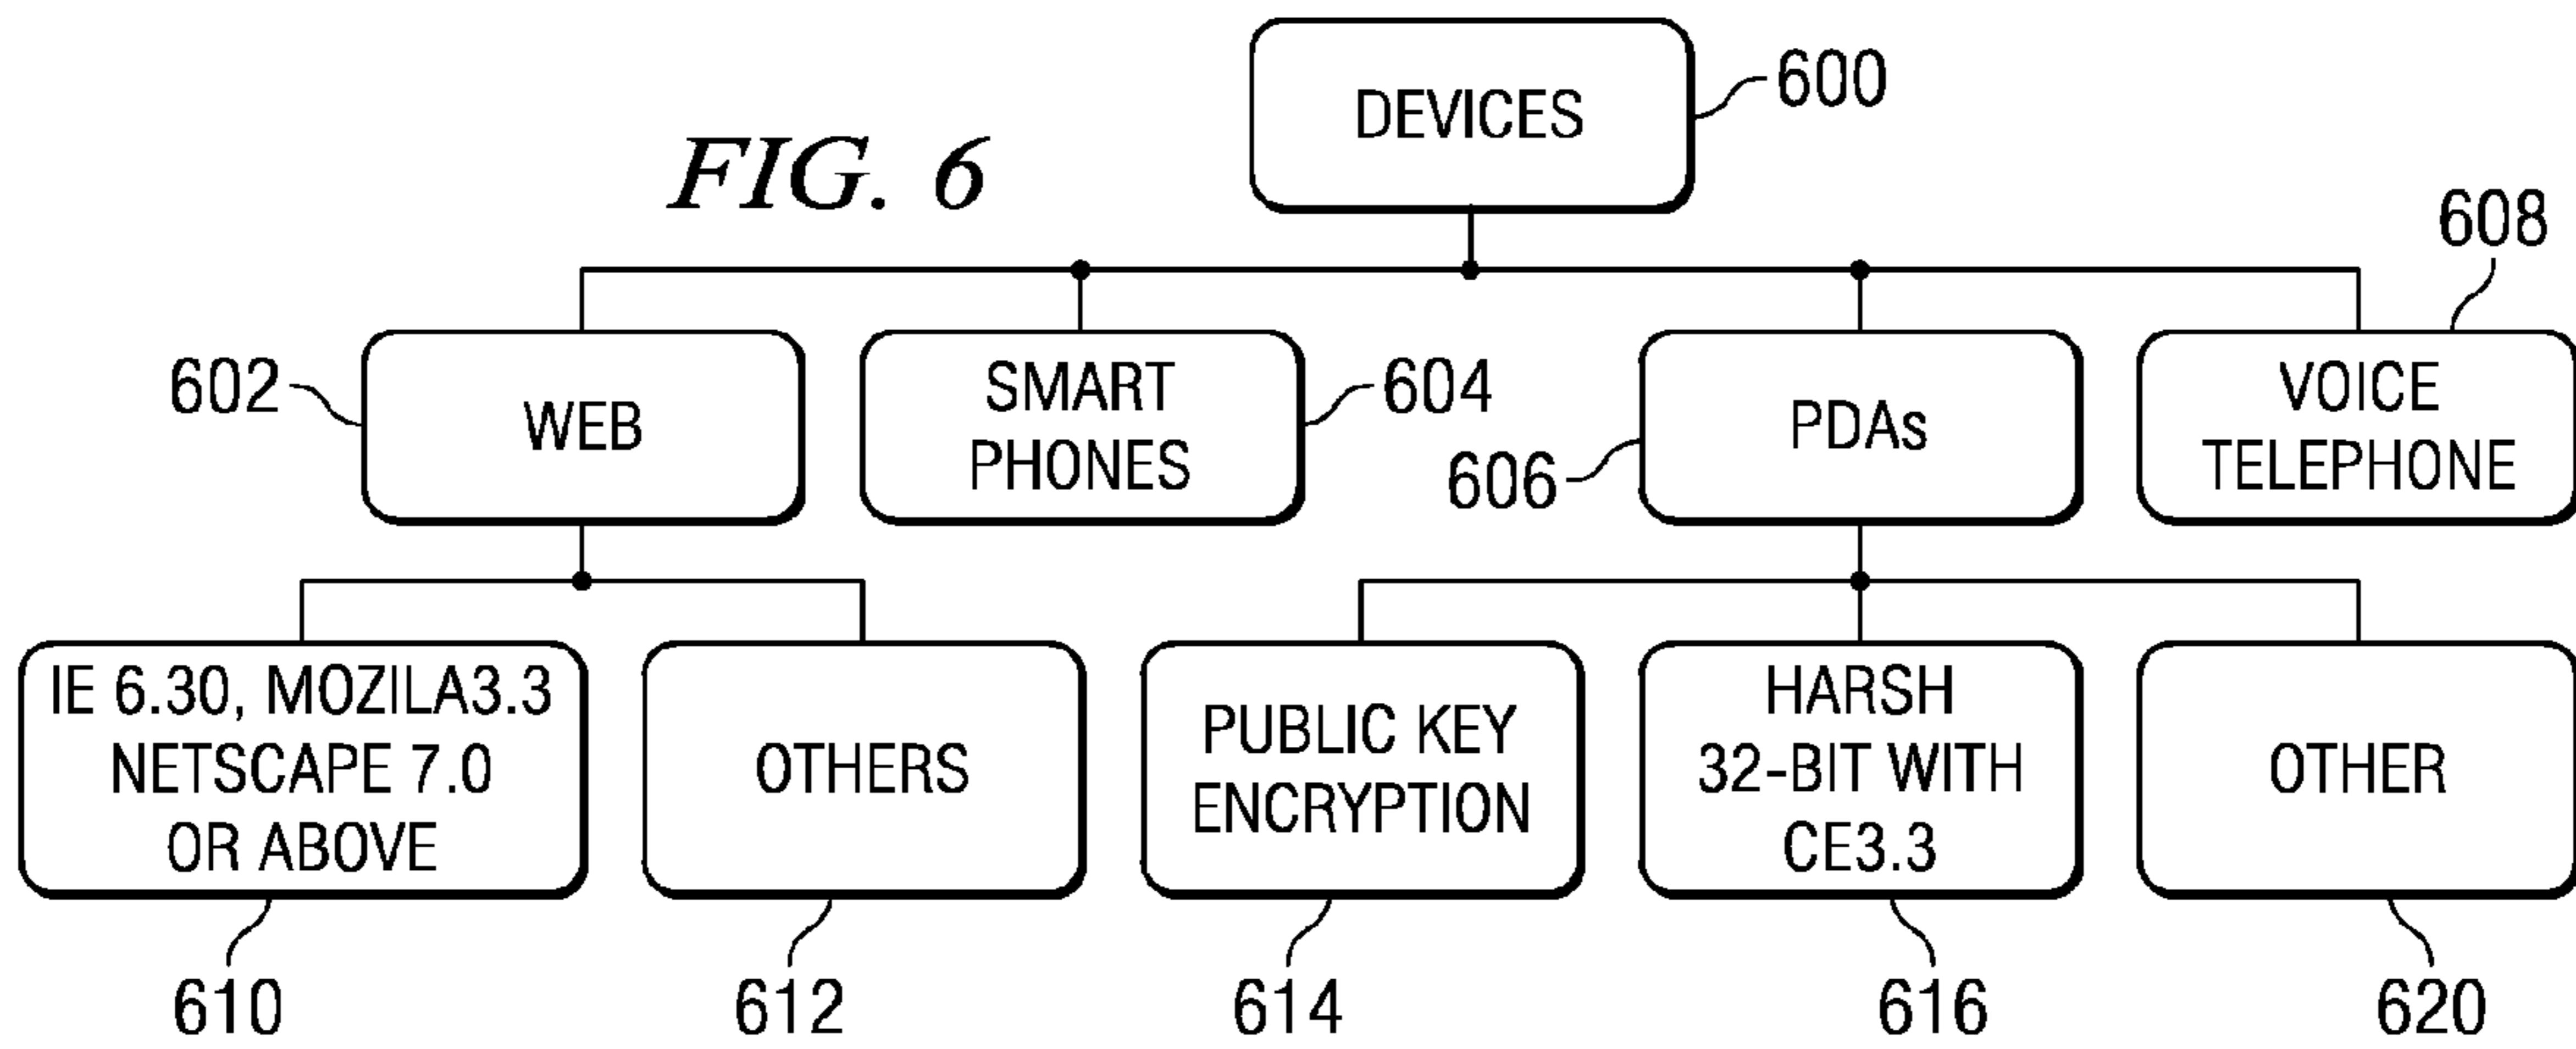 FIG. 6
DEVICES
600
608
602
WEB
SMART
PHONES
604
606
PDAs
VOICE
TELEPHONE
IE 6.30, MOZILA3.3
NETSCAPE 7.0
OR ABOVE
OTHERS
PUBLIC KEY
ENCRYPTION
HARSH
32-BIT WITH
CE3.3
OTHER
610
612
614
616
620